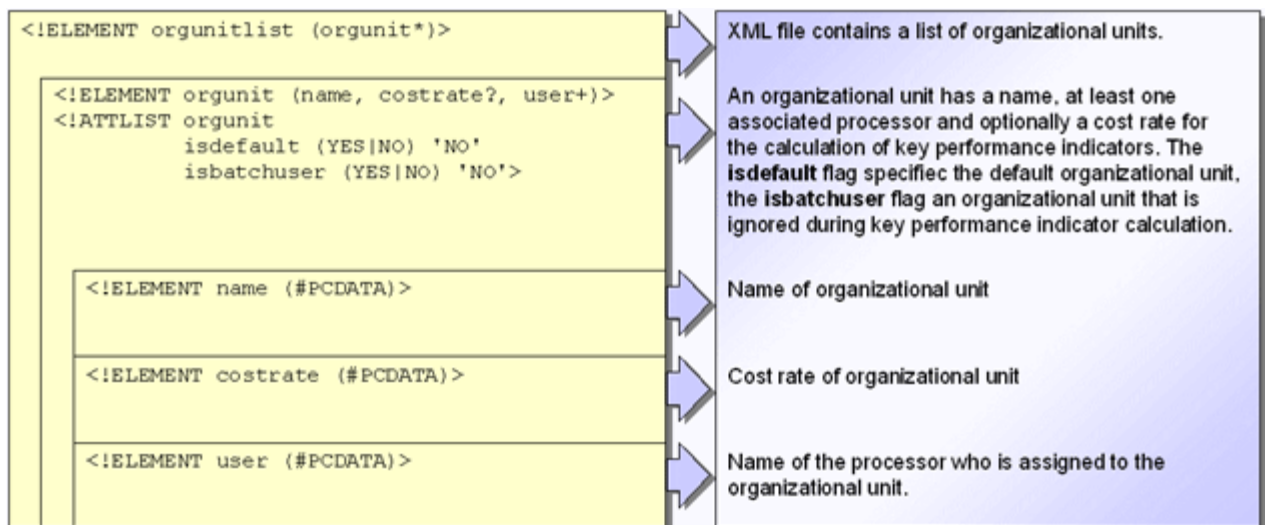 <!ELEMENT orgunitlist (orgunit*)>
XML file contains a list of organizational units.
<!ELEMENT orgunit (name, costrate?, user+)>
<!ATTLIST orgunit
isdefault (YES|NO) 'NO'
isbatchuser (YES|NO) 'NO'>
An organizational unit has a name, at least one
associated processor and optionally a cost rate for
the calculation of key performance indicators. The
isdefault flag specifiec the default organizational unit,
the isbatchuser flag an organizational unit that is
ignored during key performance indicator calculation.
<!ELEMENT name (#PCDATA)>
Name of organizational unit
<!ELEMENT costrate (#PCDATA)>
Cost rate of organizational unit
<!ELEMENT user (#PCDATA)>
Name of the processor who is assigned to the
organizational unit.